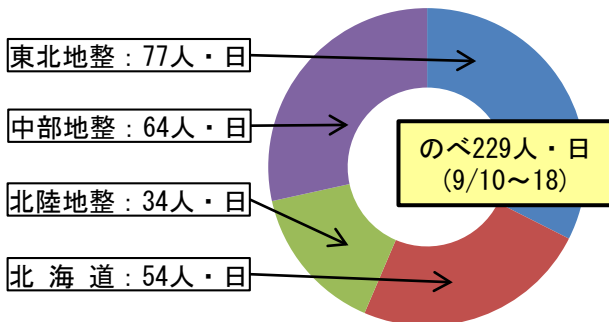 東北地整：77人・日
中部地整：64人・日
北陸地整：34人・日
北 海 道：54人・日
のべ229人・日
(9/10～18)